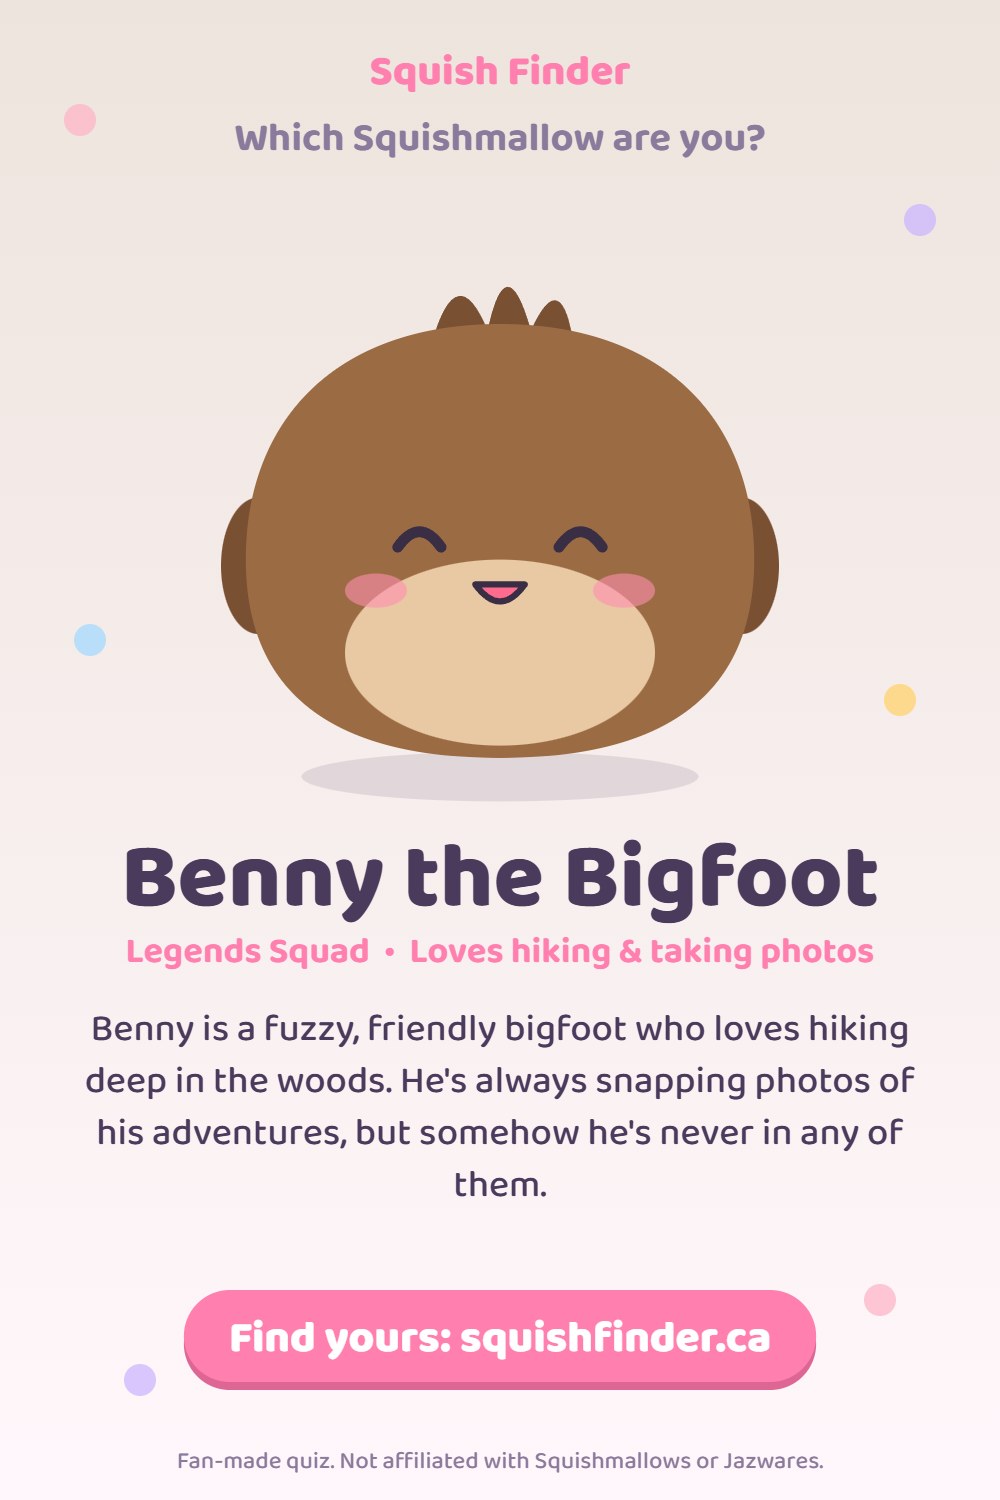 Squish Finder
Which Squishmallow are you?
Benny the Bigfoot
Legends Squad • Loves hiking & taking photos
Benny is a fuzzy, friendly bigfoot who loves hiking
deep in the woods. He's always snapping photos of
his adventures, but somehow he's never in any of
them.
Find yours: squishfinder.ca
Fan-made quiz. Not affiliated with Squishmallows or Jazwares.